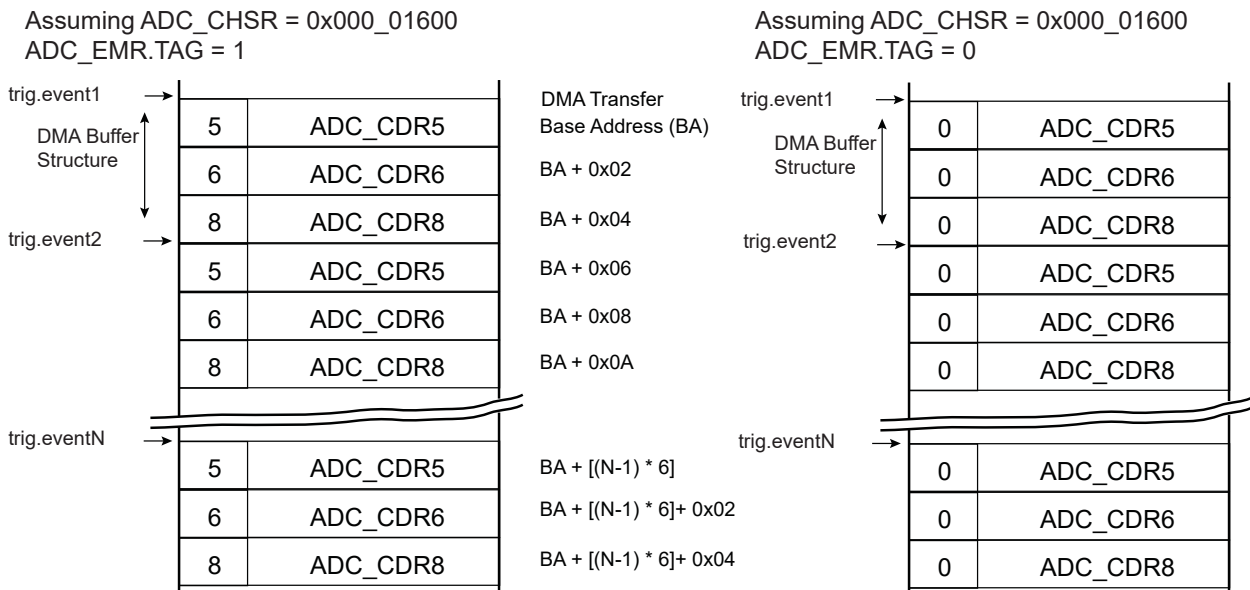 Assuming ADC_CHSR = 0x000_01600
ADC_EMR.TAG = 1
trig.event1
DMA Buffer
Structure
5 ADC_CDR5
6 ADC_CDR6
8 ADC_CDR8
trig.event2
5 ADC_CDR5
6 ADC_CDR6
8 ADC_CDR8
trig.eventN
5 ADC_CDR5
6 ADC_CDR6
8 ADC_CDR8
DMA Transfer
Base Address (BA)
BA + 0x02
BA + 0x04
BA + 0x06
BA + 0x08
BA + 0x0A
BA + [(N-1) * 6]
BA + [(N-1) * 6]+ 0x02
BA + [(N-1) * 6]+ 0x04
Assuming ADC_CHSR = 0x000_01600
ADC_EMR.TAG = 0
trig.event1
DMA Buffer
Structure
0 ADC_CDR5
0 ADC_CDR6
0 ADC_CDR8
trig.event2
0 ADC_CDR5
0 ADC_CDR6
0 ADC_CDR8
trig.eventN
0 ADC_CDR5
0 ADC_CDR6
0 ADC_CDR8